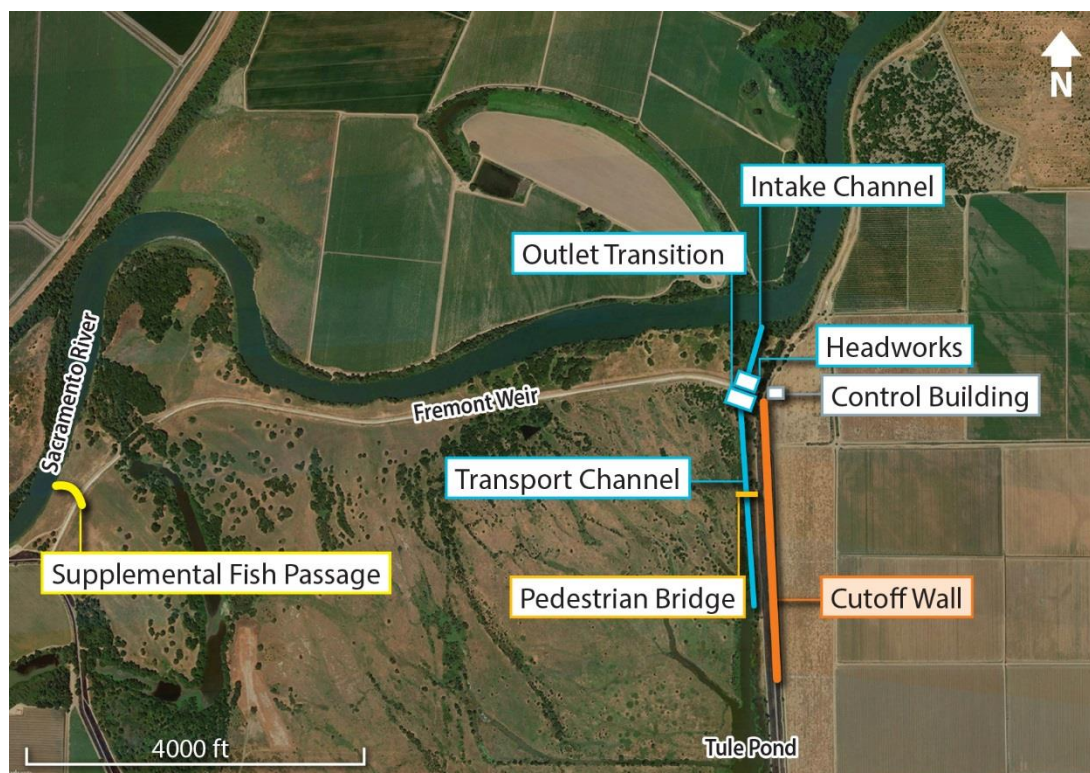 N
Intake Channel
Outlet Transition
Headworks
Control Building
Sacramento River
Fremont Weir
Transport Channel
Supplemental Fish Passage
Pedestrian Bridge
Cutoff Wall
4000 ft
Tule Pond